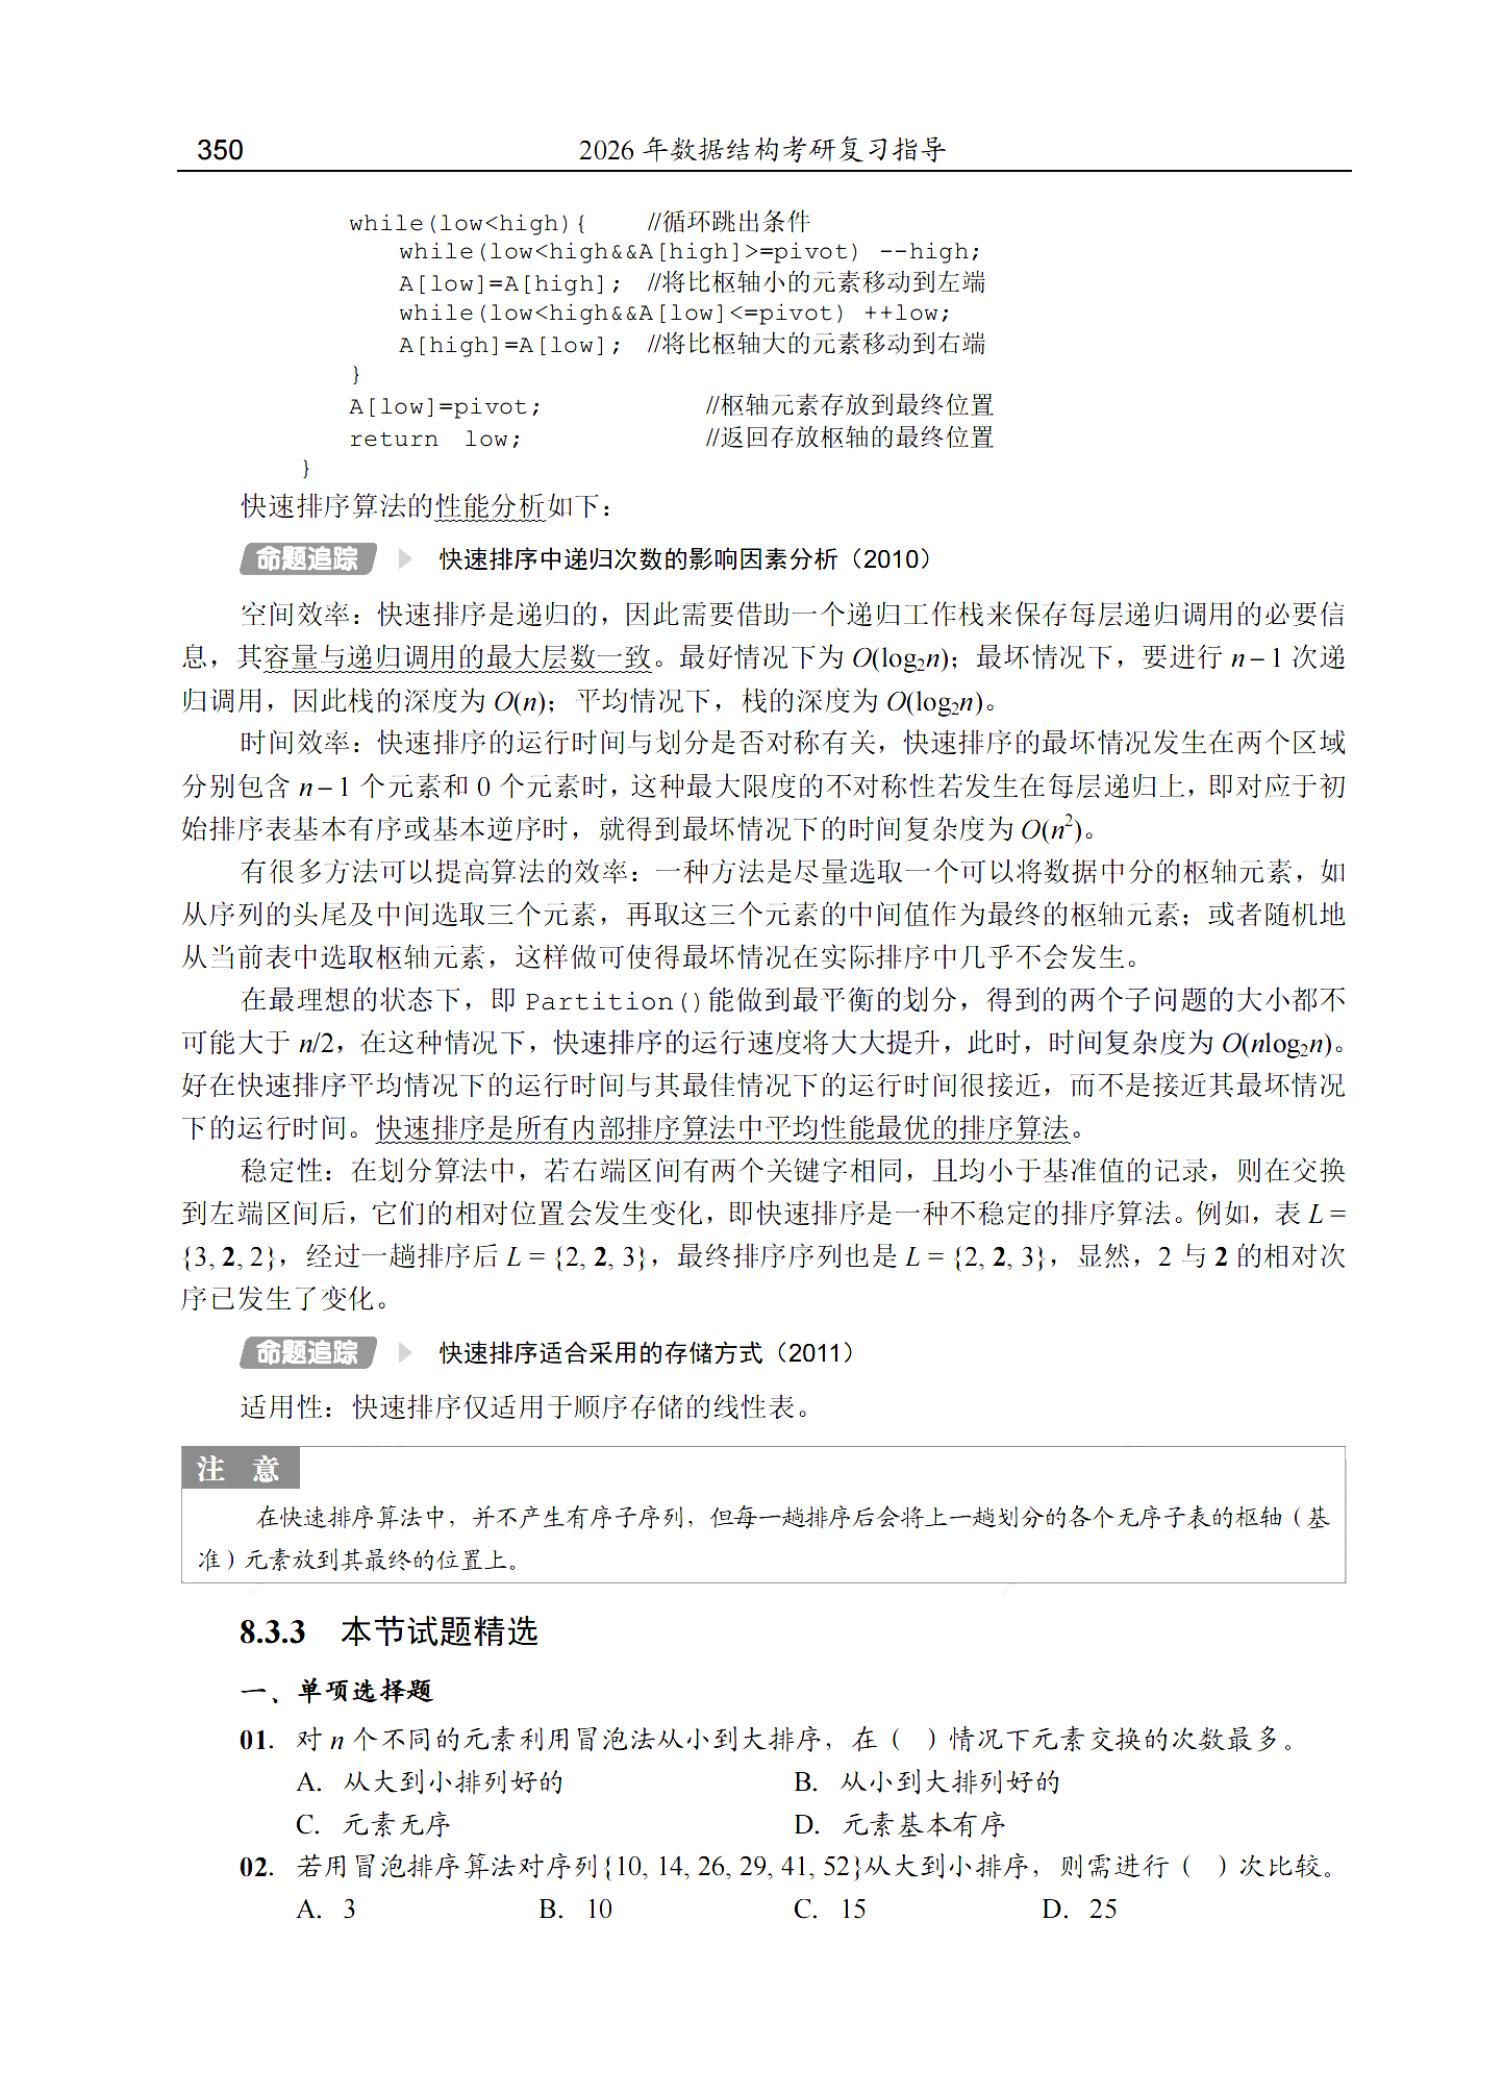 350
2026 年数据结构考研复习指导
while(low<high){ //循环跳出条件
while(low<high&&A[high]>=pivot) --high;
A[low]=A[high]; //将比枢轴小的元素移动到左端
while(low<high&&A[low]<=pivot) ++low;
A[high]=A[low]; //将比枢轴大的元素移动到右端
}
A[low]=pivot; //枢轴元素存放到最终位置
return low; //返回存放枢轴的最终位置
}
快速排序算法的性能分析如下：
命题追踪 快速排序中递归次数的影响因素分析（2010）
空间效率：快速排序是递归的，因此需要借助一个递归工作栈来保存每层递归调用的必要信
息，其容量与递归调用的最大层数一致。最好情况下为 O(log₂n)；最坏情况下，要进行 n – 1 次递
归调用，因此栈的深度为 O(n)；平均情况下，栈的深度为 O(log₂n)。
时间效率：快速排序的运行时间与划分是否对称有关，快速排序的最坏情况发生在两个区域
分别包含 n – 1 个元素和 0 个元素时，这种最大限度的不对称性若发生在每层递归上，即对应于初
始排序表基本有序或基本逆序时，就得到最坏情况下的时间复杂度为 O(n²)。
有很多方法可以提高算法的效率：一种方法是尽量选取一个可以将数据中分的枢轴元素，如
从序列的头尾及中间选取三个元素，再取这三个元素的中间值作为最终的枢轴元素；或者随机地
从当前表中选取枢轴元素，这样做可使得最坏情况在实际排序中几乎不会发生。
在最理想的状态下，即 Partition()能做到最平衡的划分，得到的两个子问题的大小都不
可能大于 n/2，在这种情况下，快速排序的运行速度将大大提升，此时，时间复杂度为 O(nlog₂n)。
好在快速排序平均情况下的运行时间与其最佳情况下的运行时间很接近，而不是接近其最坏情况
下的运行时间。快速排序是所有内部排序算法中平均性能最优的排序算法。
稳定性：在划分算法中，若右端区间有两个关键字相同，且均小于基准值的记录，则在交换
到左端区间后，它们的相对位置会发生变化，即快速排序是一种不稳定的排序算法。例如，表 L =
{3, 2, 2}，经过一趟排序后 L = {2, 2, 3}，最终排序序列也是 L = {2, 2, 3}，显然，2 与 2 的相对次
序已发生了变化。
命题追踪 快速排序适合采用的存储方式（2011）
适用性：快速排序仅适用于顺序存储的线性表。
注 意
在快速排序算法中，并不产生有序子序列，但每一趟排序后会将上一趟划分的各个无序子表的枢轴（基
准）元素放到其最终的位置上。
8.3.3 本节试题精选
一、单项选择题
01. 对 n 个不同的元素利用冒泡法从小到大排序，在（ ）情况下元素交换的次数最多。
A. 从大到小排列好的 B. 从小到大排列好的
C. 元素无序 D. 元素基本有序
02. 若用冒泡排序算法对序列{10, 14, 26, 29, 41, 52}从大到小排序，则需进行（ ）次比较。
A. 3 B. 10 C. 15 D. 25